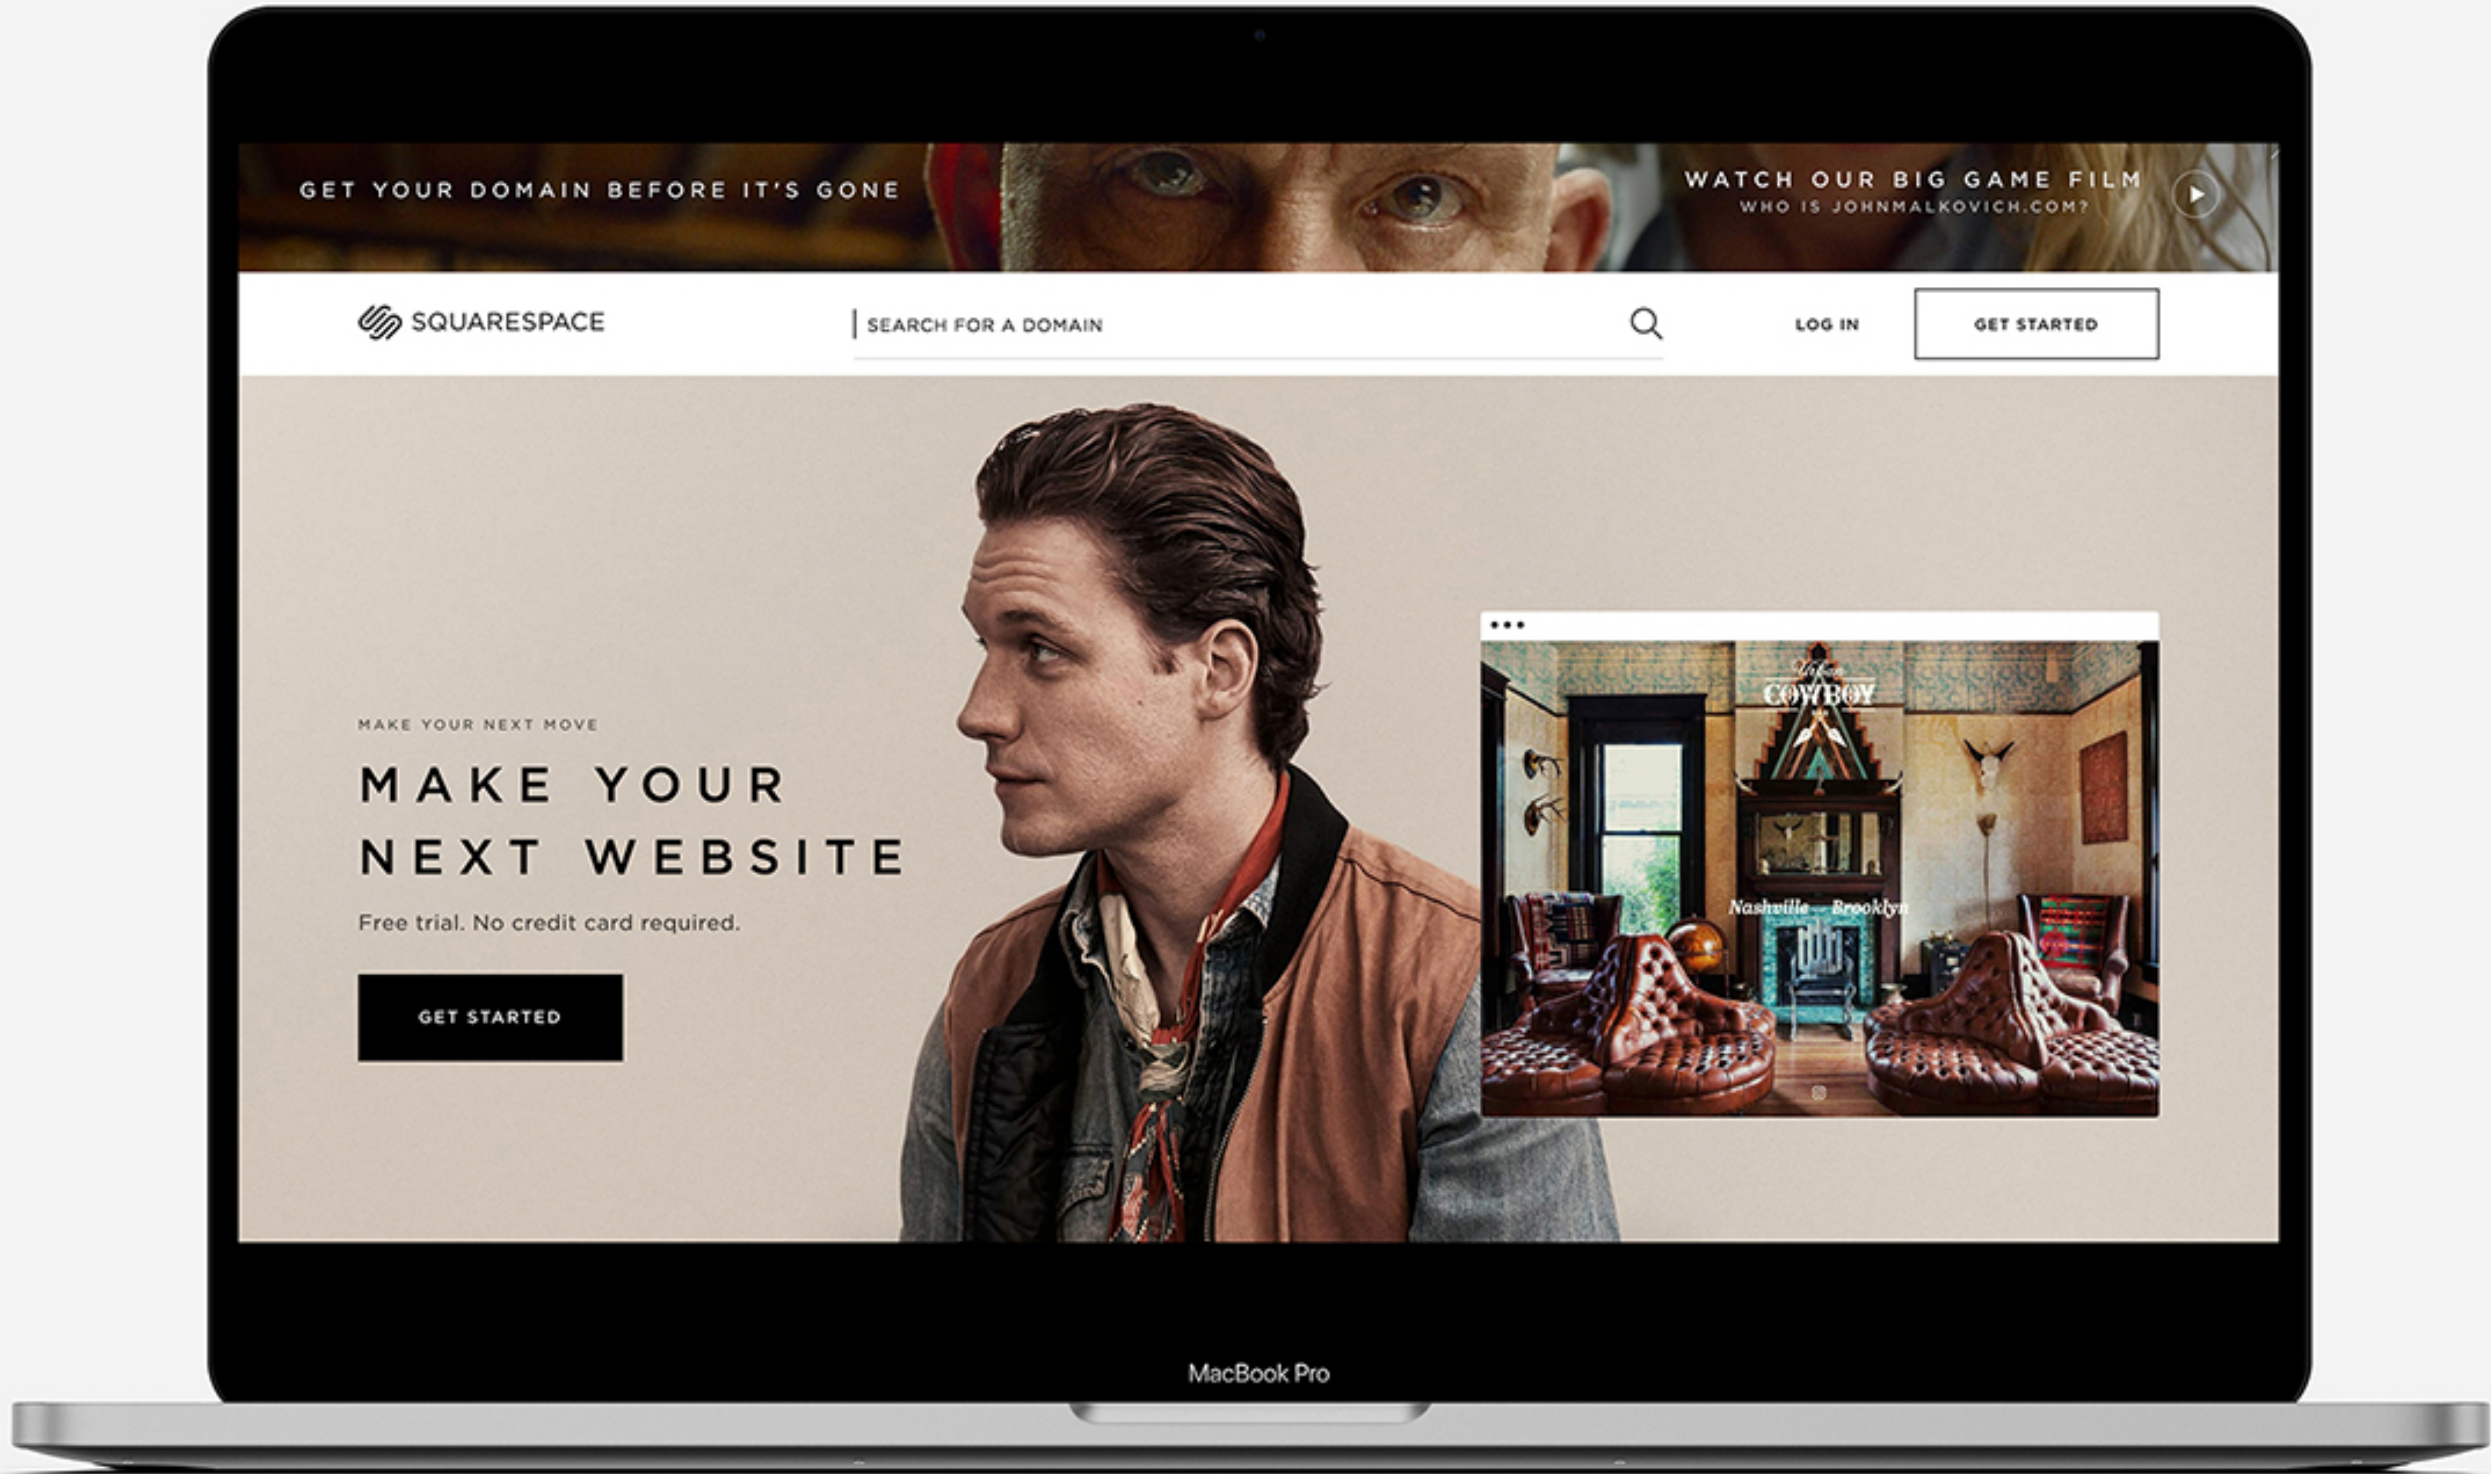 GET YOUR DOMAIN BEFORE IT'S GONE
WATCH OUR BIG GAME FILM
WHO IS JOHNMALKOVICH.COM?
SQUARESPACE
SEARCH FOR A DOMAIN
LOG IN
GET STARTED
MAKE YOUR NEXT MOVE
MAKE YOUR
NEXT WEBSITE
Free trial. No credit card required.
GET STARTED
Urban
COWBOY
Nashville — Brooklyn
MacBook Pro